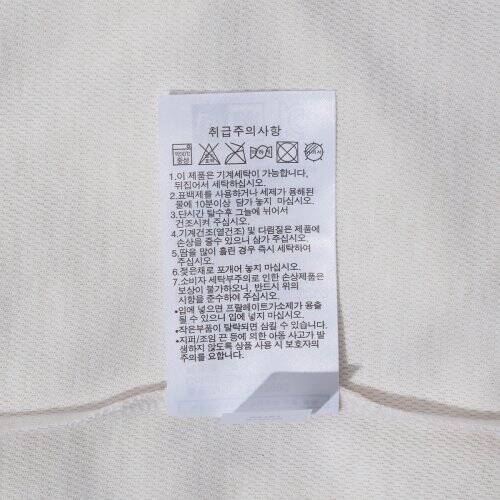 취급주의사항
중성
1.이 제품은 기계세탁이 가능합니다,
뒤집어서 세탁하십시오.
2.표백제를 사용하거나 세제가 용해된
물에 10분이상 담가 놓지 마십시오.
3.단시간 탈수후 그늘에 뉘어서
건조시켜 주십시오.
4.기계건조(열건조) 및 다림질은 제품에
손상을 줄수 있으니 삼가 주십시오.
5.땀을 많이 흘린 경우 즉시 세탁하여
주십시오.
6.젖은채로 포개어 놓지 마십시오.
7.소비자 세탁부주의로 인한 손상제품은
보상이 불가하오니, 반드시 위의
사항을 준수하여 주십시오.
•입에 넣으면 프탈레이트가소제가 용출
될 수 있으니 입에 넣지 마십시오.
•작은부품이 탈락되면 삼킬 수 있습니다.
•지퍼/조임 끈 등에 의한 아동 사고가 발
생하지 않도록 상품 사용 시 보호자의
주의를 요합니다.